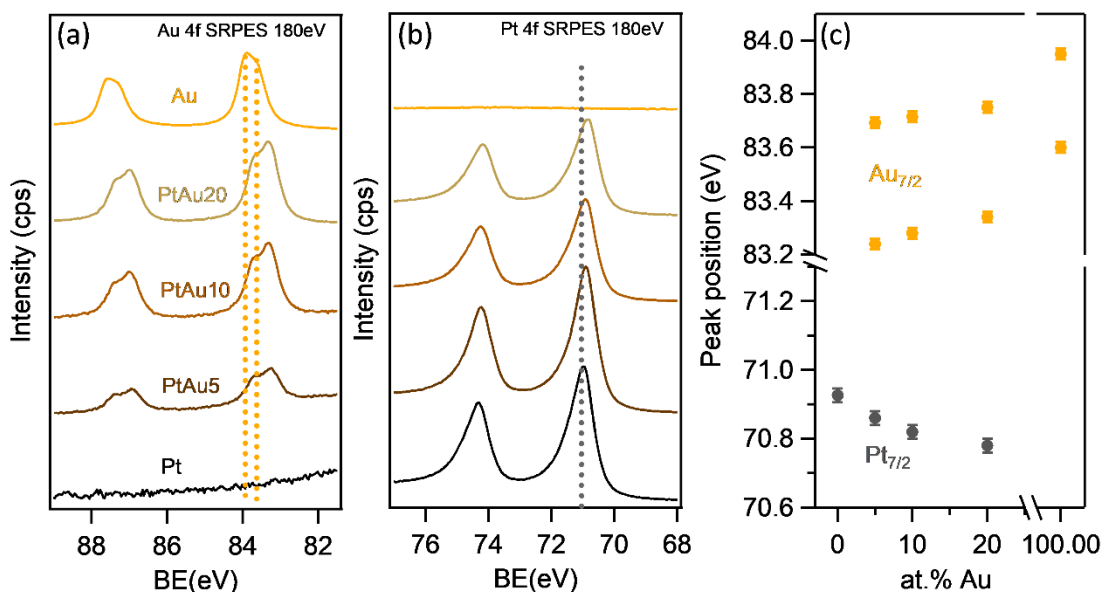 (a) Au 4f SRPES 180eV
Au
PtAu20
PtAu10
PtAu5
Pt
Intensity (cps)
88 86 84 82
BE(eV)
(b) Pt 4f SRPES 180eV
Intensity (cps)
76 74 72 70 68
BE(eV)
(c)
84.0
83.8
83.6
83.4
83.2
71.2
71.0
70.8
70.6
Peak position (eV)
Au7/2
Pt7/2
0 10 20 100.00
at.% Au